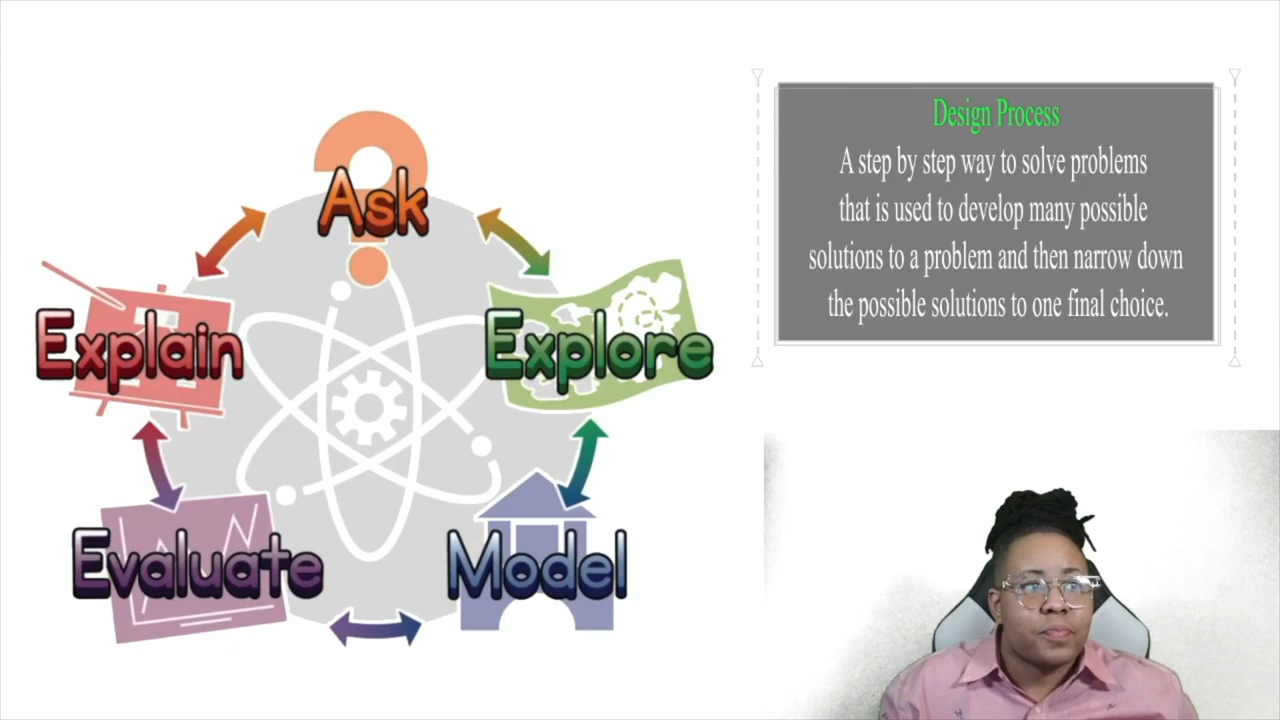 Ask
Explain
Explore
Evaluate
Model
Design Process
A step by step way to solve problems
that is used to develop many possible
solutions to a problem and then narrow down
the possible solutions to one final choice.